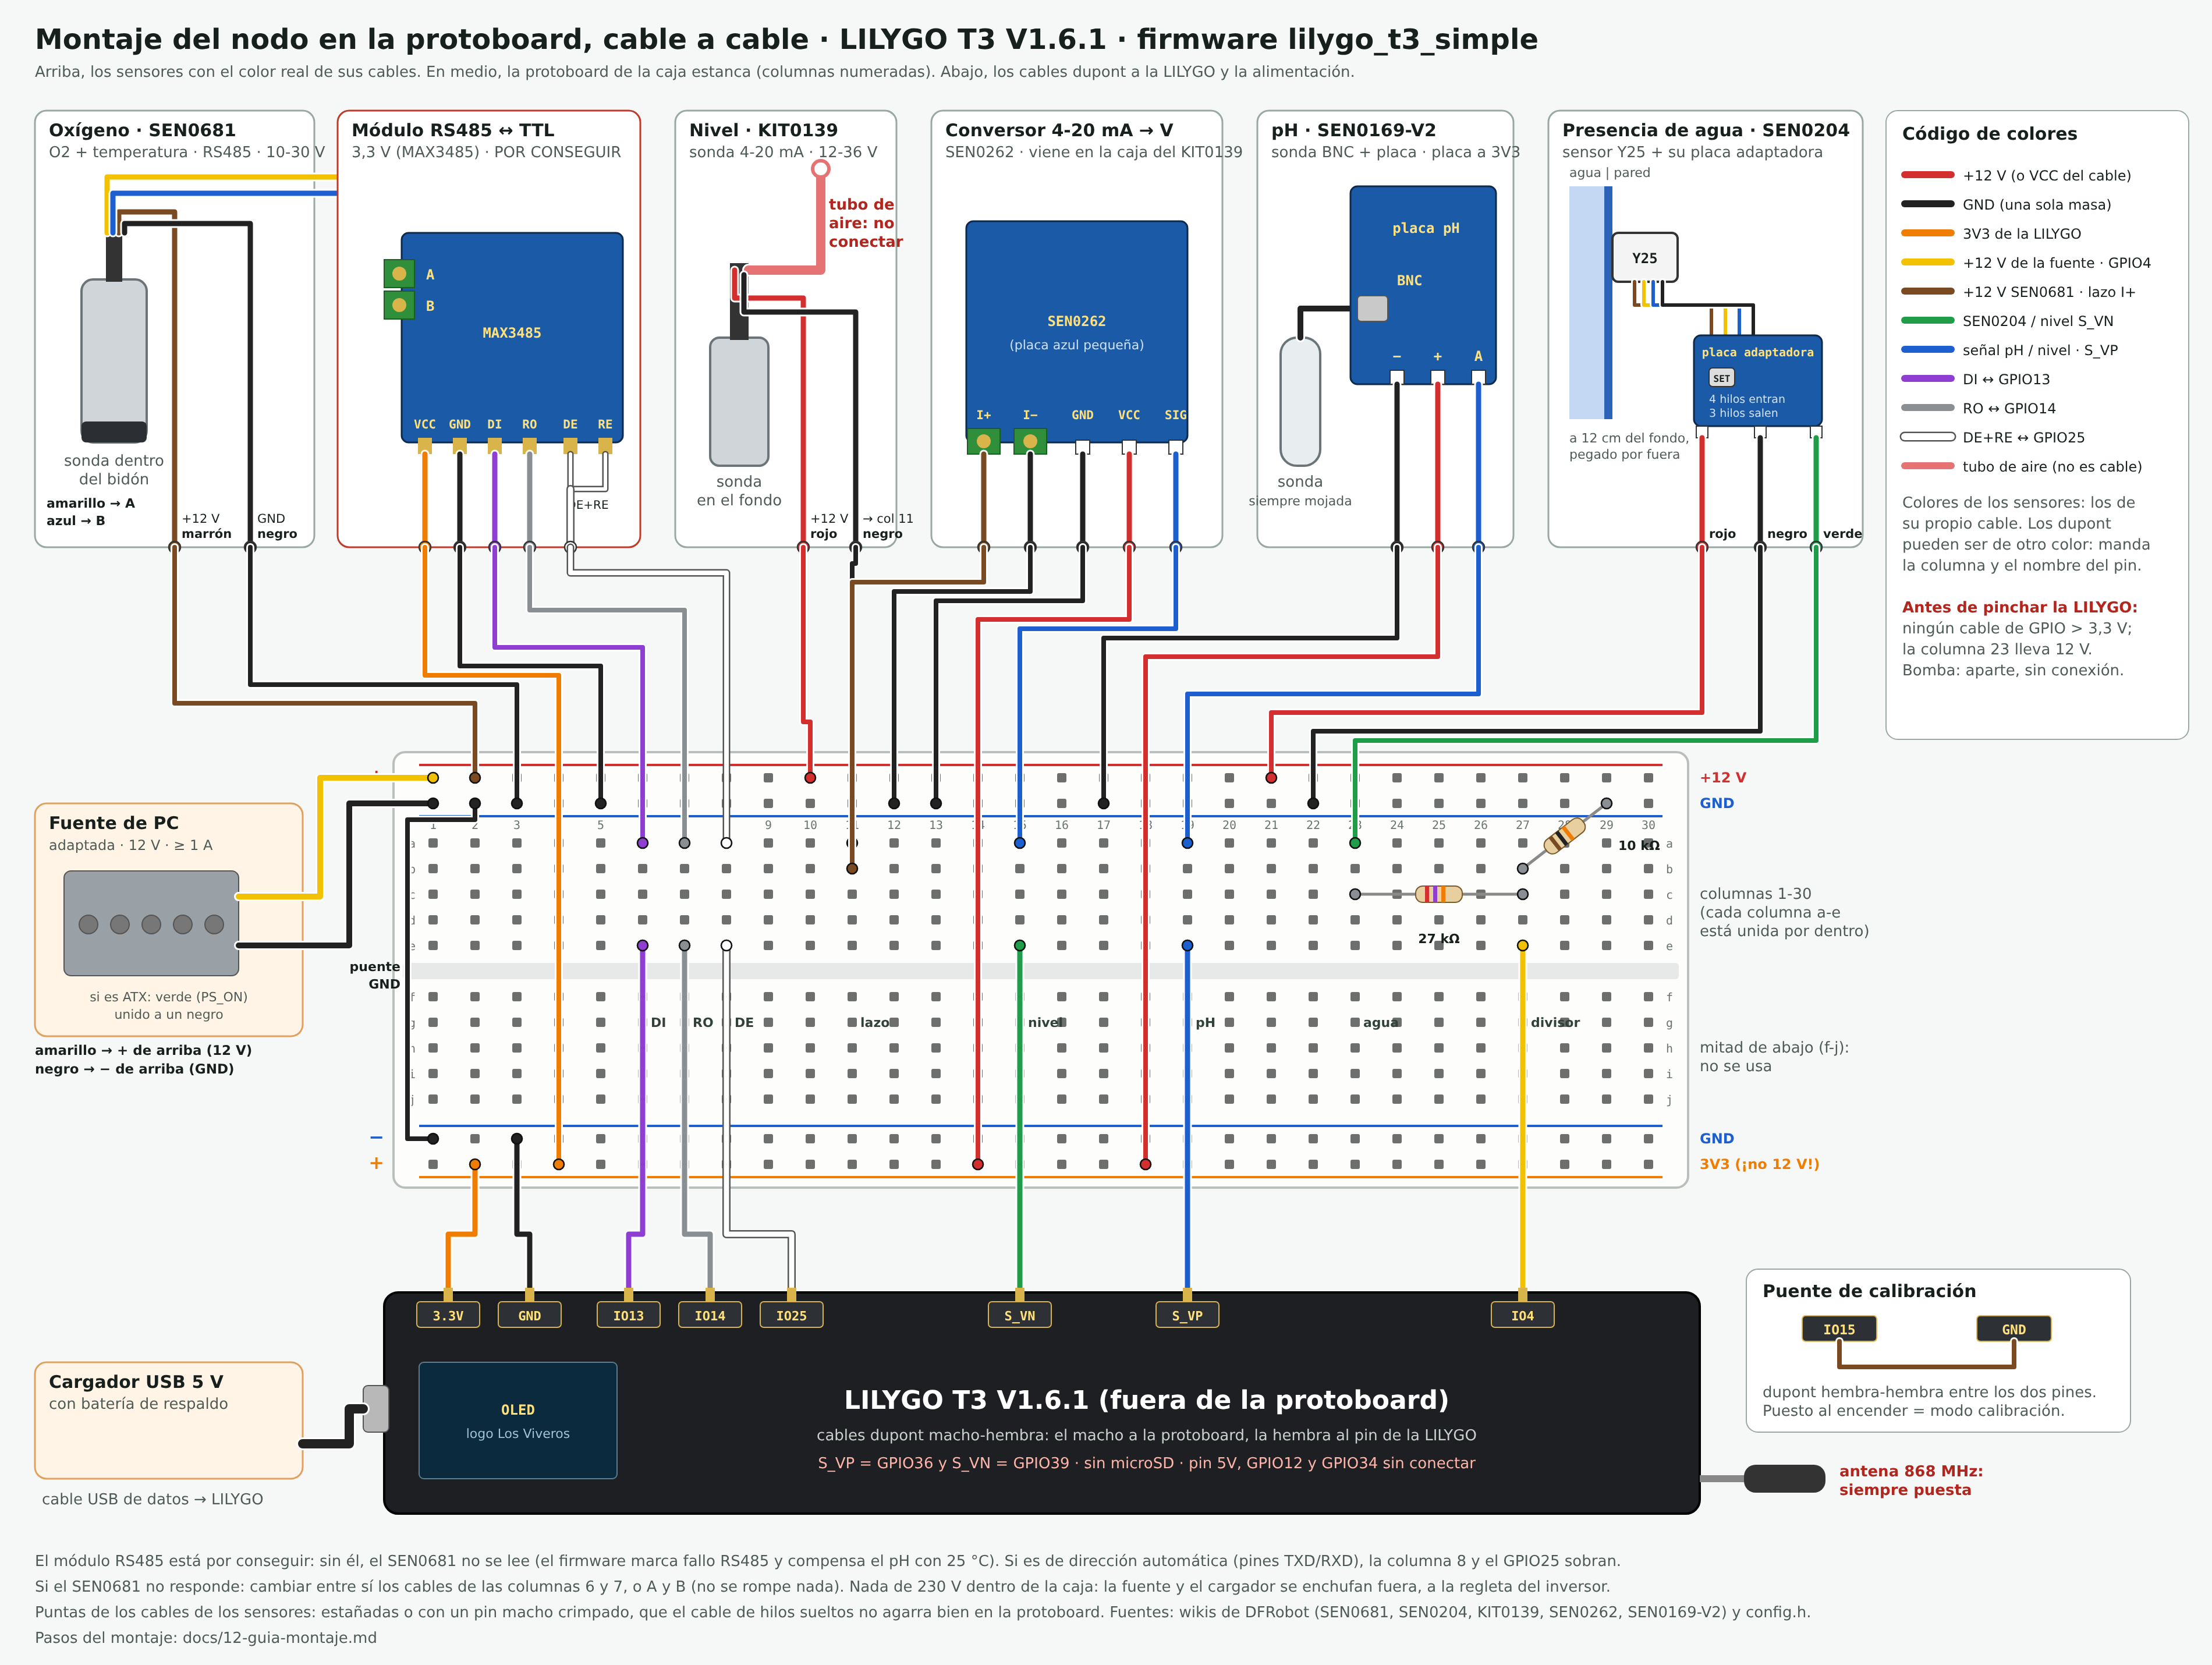 Montaje del nodo en la protoboard, cable a cable · LILYGO T3 V1.6.1 · firmware lilygo_t3_simple
Arriba, los sensores con el color real de sus cables. En medio, la protoboard de la caja estanca (columnas numeradas). Abajo, los cables dupont a la LILYGO y la alimentación.
Oxígeno · SEN0681
O2 + temperatura · RS485 · 10-30 V
sonda dentro
del bidón
amarillo → A
azul → B
+12 V
marrón
GND
negro
Módulo RS485 ↔ TTL
3,3 V (MAX3485) · POR CONSEGUIR
A
B
MAX3485
VCC GND DI RO DE RE
DE+RE
Nivel · KIT0139
sonda 4-20 mA · 12-36 V
tubo de
aire: no
conectar
sonda
en el fondo
+12 V
rojo
→ col 11
negro
Conversor 4-20 mA → V
SEN0262 · viene en la caja del KIT0139
SEN0262
(placa azul pequeña)
I+ I− GND VCC SIG
pH · SEN0169-V2
sonda BNC + placa · placa a 3V3
placa pH
BNC
− + A
sonda
siempre mojada
Presencia de agua · SEN0204
sensor Y25 + su placa adaptadora
agua | pared
Y25
placa adaptadora
SET
4 hilos entran
3 hilos salen
a 12 cm del fondo,
pegado por fuera
rojo
negro
verde
Código de colores
+12 V (o VCC del cable)
GND (una sola masa)
3V3 de la LILYGO
+12 V de la fuente · GPIO4
+12 V SEN0681 · lazo I+
SEN0204 / nivel S_VN
señal pH / nivel · S_VP
DI ↔ GPIO13
RO ↔ GPIO14
DE+RE ↔ GPIO25
tubo de aire (no es cable)
Colores de los sensores: los de
su propio cable. Los dupont
pueden ser de otro color: manda
la columna y el nombre del pin.
Antes de pinchar la LILYGO:
ningún cable de GPIO > 3,3 V;
la columna 23 lleva 12 V.
Bomba: aparte, sin conexión.
Fuente de PC
adaptada · 12 V · ≥ 1 A
si es ATX: verde (PS_ON)
unido a un negro
amarillo → + de arriba (12 V)
negro → − de arriba (GND)
puente
GND
+12 V
GND
1 2 3 5 9 10 11 12 13 14 15 16 17 18 19 20 21 22 23 24 25 26 27 28 29 30
a a
b b
c c
d d
e e
f f
g g
h h
i i
j j
10 kΩ
27 kΩ
columnas 1-30
(cada columna a-e
está unida por dentro)
DI RO DE lazo nivel pH agua divisor
mitad de abajo (f-j):
no se usa
− GND
+ 3V3 (¡no 12 V!)
3.3V GND IO13 IO14 IO25 S_VN S_VP IO4
OLED
logo Los Viveros
LILYGO T3 V1.6.1 (fuera de la protoboard)
cables dupont macho-hembra: el macho a la protoboard, la hembra al pin de la LILYGO
S_VP = GPIO36 y S_VN = GPIO39 · sin microSD · pin 5V, GPIO12 y GPIO34 sin conectar
Cargador USB 5 V
con batería de respaldo
cable USB de datos → LILYGO
Puente de calibración
IO15 GND
dupont hembra-hembra entre los dos pines.
Puesto al encender = modo calibración.
antena 868 MHz:
siempre puesta
El módulo RS485 está por conseguir: sin él, el SEN0681 no se lee (el firmware marca fallo RS485 y compensa el pH con 25 °C). Si es de dirección automática (pines TXD/RXD), la columna 8 y el GPIO25 sobran.
Si el SEN0681 no responde: cambiar entre sí los cables de las columnas 6 y 7, o A y B (no se rompe nada). Nada de 230 V dentro de la caja: la fuente y el cargador se enchufan fuera, a la regleta del inversor.
Puntas de los cables de los sensores: estañadas o con un pin macho crimpado, que el cable de hilos sueltos no agarra bien en la protoboard. Fuentes: wikis de DFRobot (SEN0681, SEN0204, KIT0139, SEN0262, SEN0169-V2) y config.h.
Pasos del montaje: docs/12-guia-montaje.md